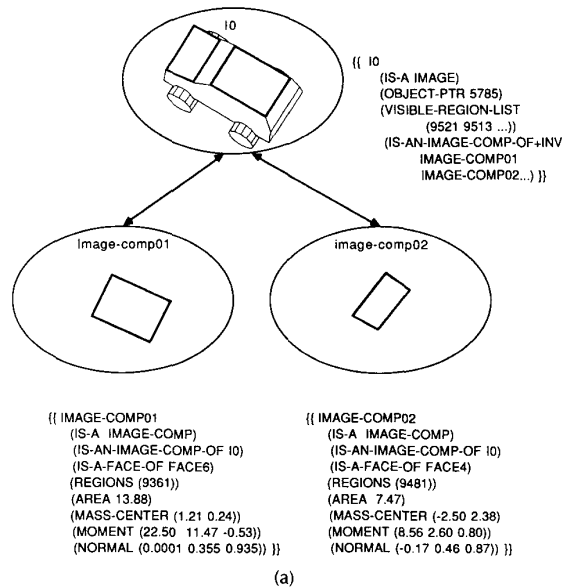 I0
{{ I0
(IS-A IMAGE)
(OBJECT-PTR 5785)
(VISIBLE-REGION-LIST
(9521 9513 ...))
(IS-AN-IMAGE-COMP-OF+INV
IMAGE-COMP01
IMAGE-COMP02...) }}
Image-comp01
image-comp02
{{ IMAGE-COMP01
(IS-A IMAGE-COMP)
(IS-AN-IMAGE-COMP-OF I0)
(IS-A-FACE-OF FACE6)
(REGIONS (9361))
(AREA 13.88)
(MASS-CENTER (1.21 0.24))
(MOMENT (22.50 11.47 -0.53))
(NORMAL (0.0001 0.355 0.935)) }}
{{ IMAGE-COMP02
(IS-A IMAGE-COMP)
(IS-AN-IMAGE-COMP-OF I0)
(IS-A-FACE-OF FACE4)
(REGIONS (9481))
(AREA 7.47)
(MASS-CENTER (-2.50 2.38)
(MOMENT (8.56 2.60 0.80))
(NORMAL (-0.17 0.46 0.87)) }}
(a)